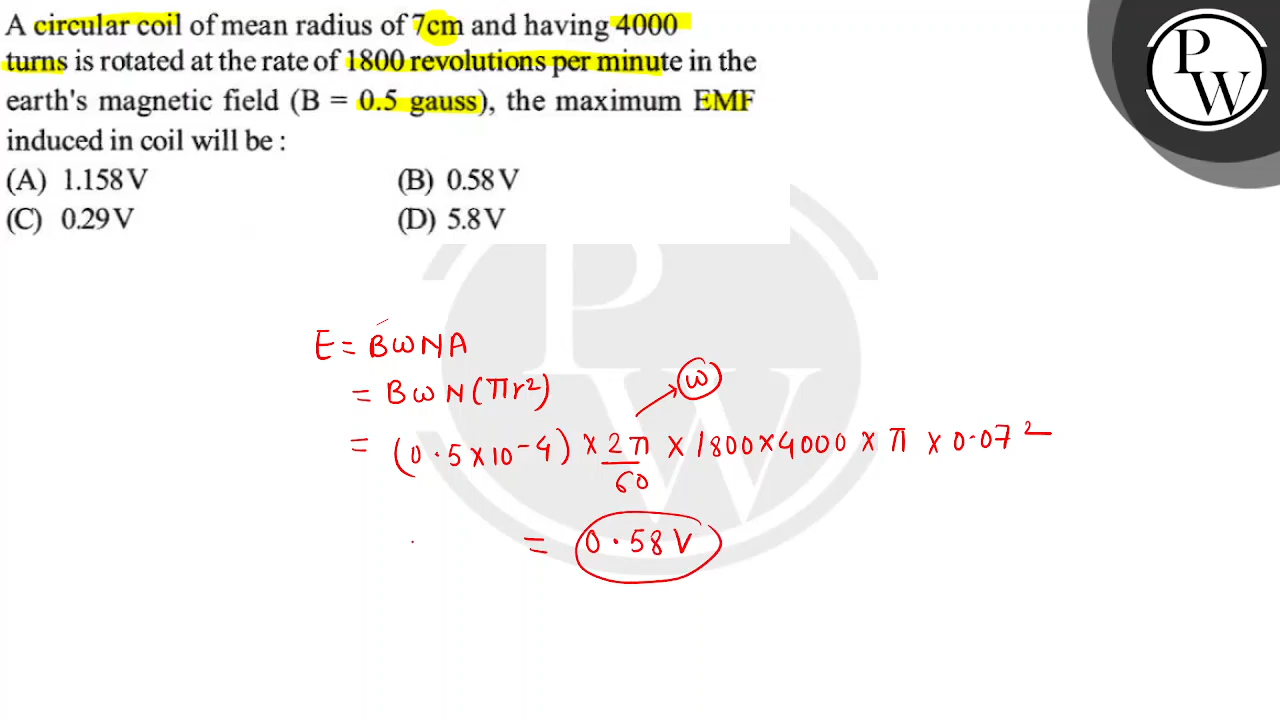 A circular coil of mean radius of 7cm and having 4000
turns is rotated at the rate of 1800 revolutions per minute in the
earth's magnetic field (B = 0.5 gauss), the maximum EMF
induced in coil will be :
(A) 1.158 V (B) 0.58 V
(C) 0.29 V (D) 5.8 V
PW
E = BωNA
= BωN(πr²)
ω
= (0.5×10-4) × 2π/60 × 1800×4000 × π × 0.07²
= 0.58 V
PW